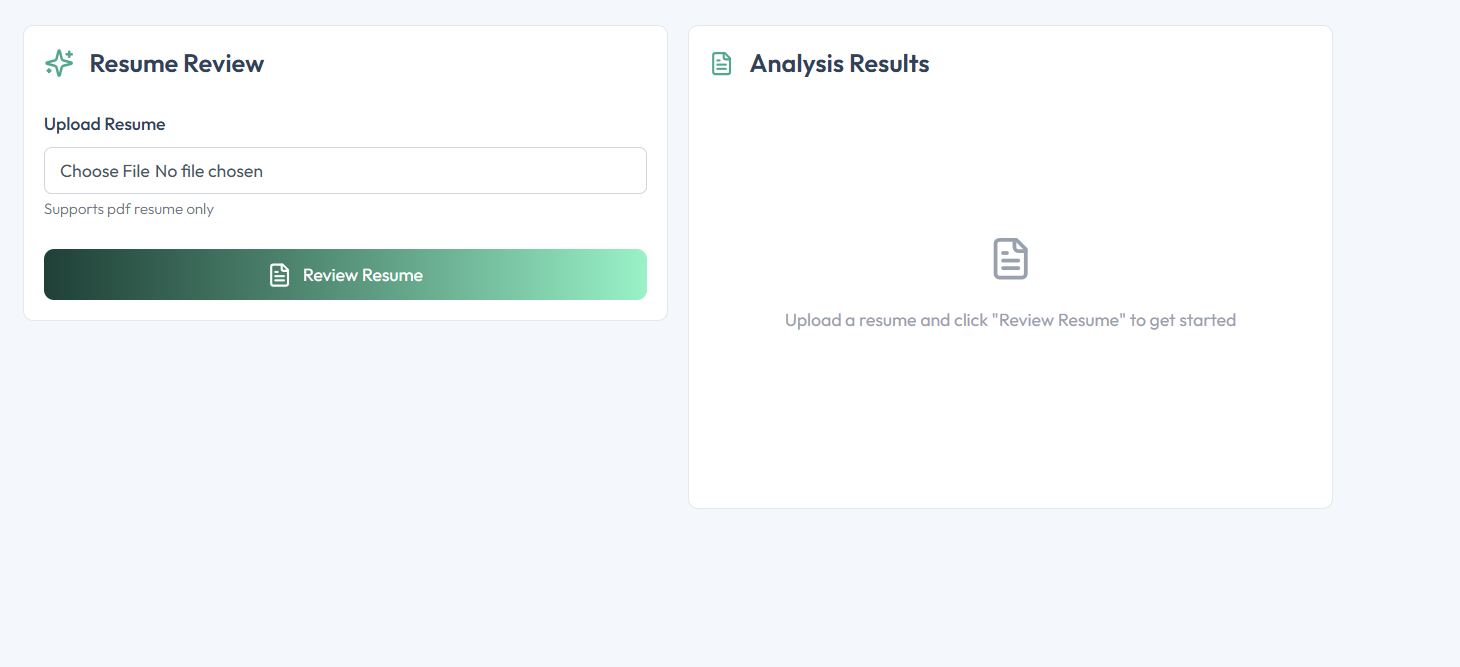 Resume Review
Upload Resume
Choose File No file chosen
Supports pdf resume only
Review Resume
Analysis Results
Upload a resume and click "Review Resume" to get started